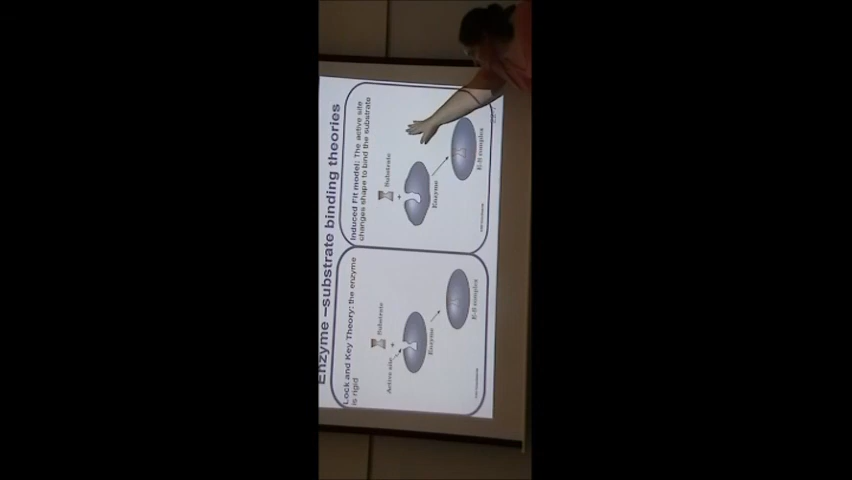 Enzyme –substrate binding theories
Lock and Key Theory: the enzyme
is rigid
Substrate
+
Active site
Enzyme
E-S complex
Induced Fit model: The active site
changes shape to bind the substrate
Substrate
+
Enzyme
E-S complex